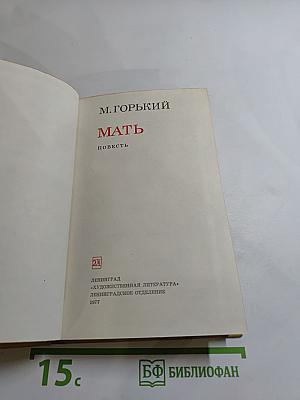 М. ГОРЬКИЙ
МАТЬ
ПОВЕСТЬ
ЛЕНИНГРАД
«ХУДОЖЕСТВЕННАЯ ЛИТЕРАТУРА»
ЛЕНИНГРАДСКОЕ ОТДЕЛЕНИЕ
1977
15с
БФ БИБЛИОФАН